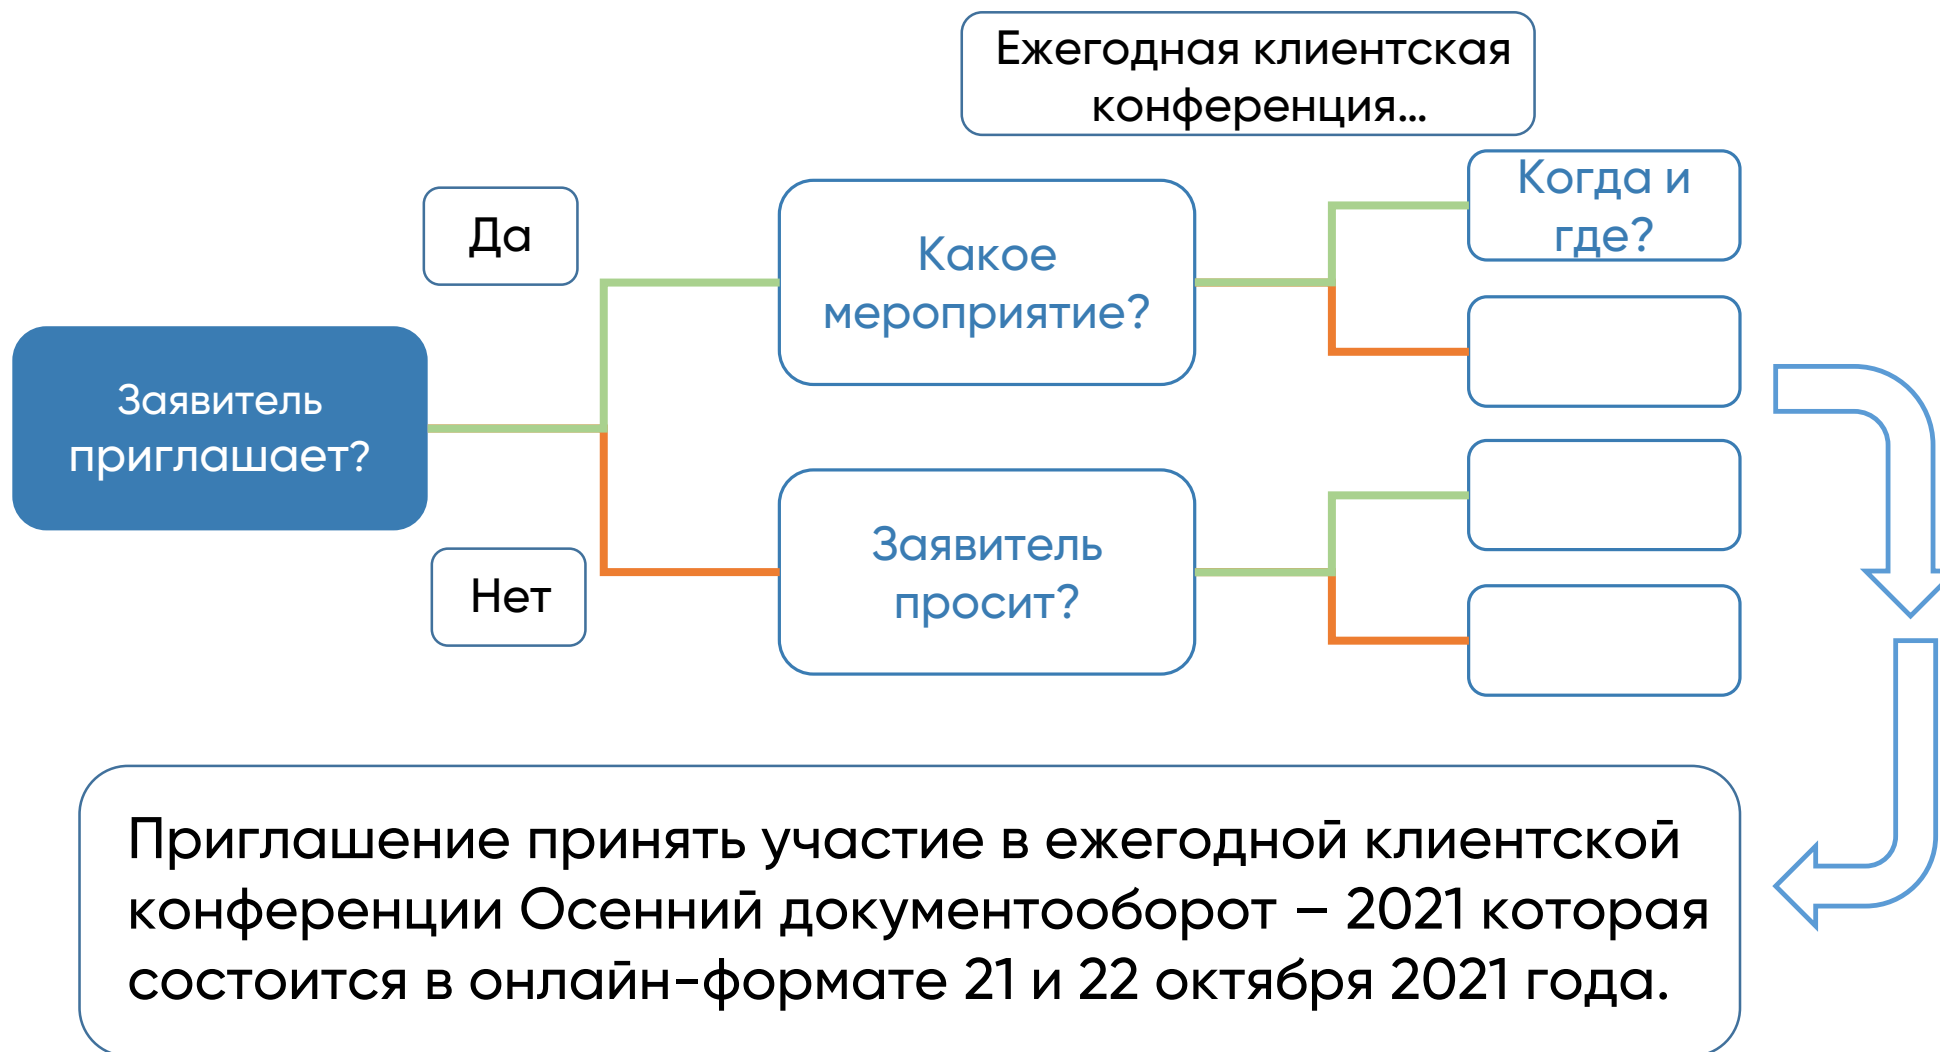 Ежегодная клиентская
конференция...
Когда и
где?
Да
Какое
мероприятие?
Заявитель
приглашает?
Заявитель
просит?
Нет
Приглашение принять участие в ежегодной клиентской
конференции Осенний документооборот – 2021 которая
состоится в онлайн-формате 21 и 22 октября 2021 года.